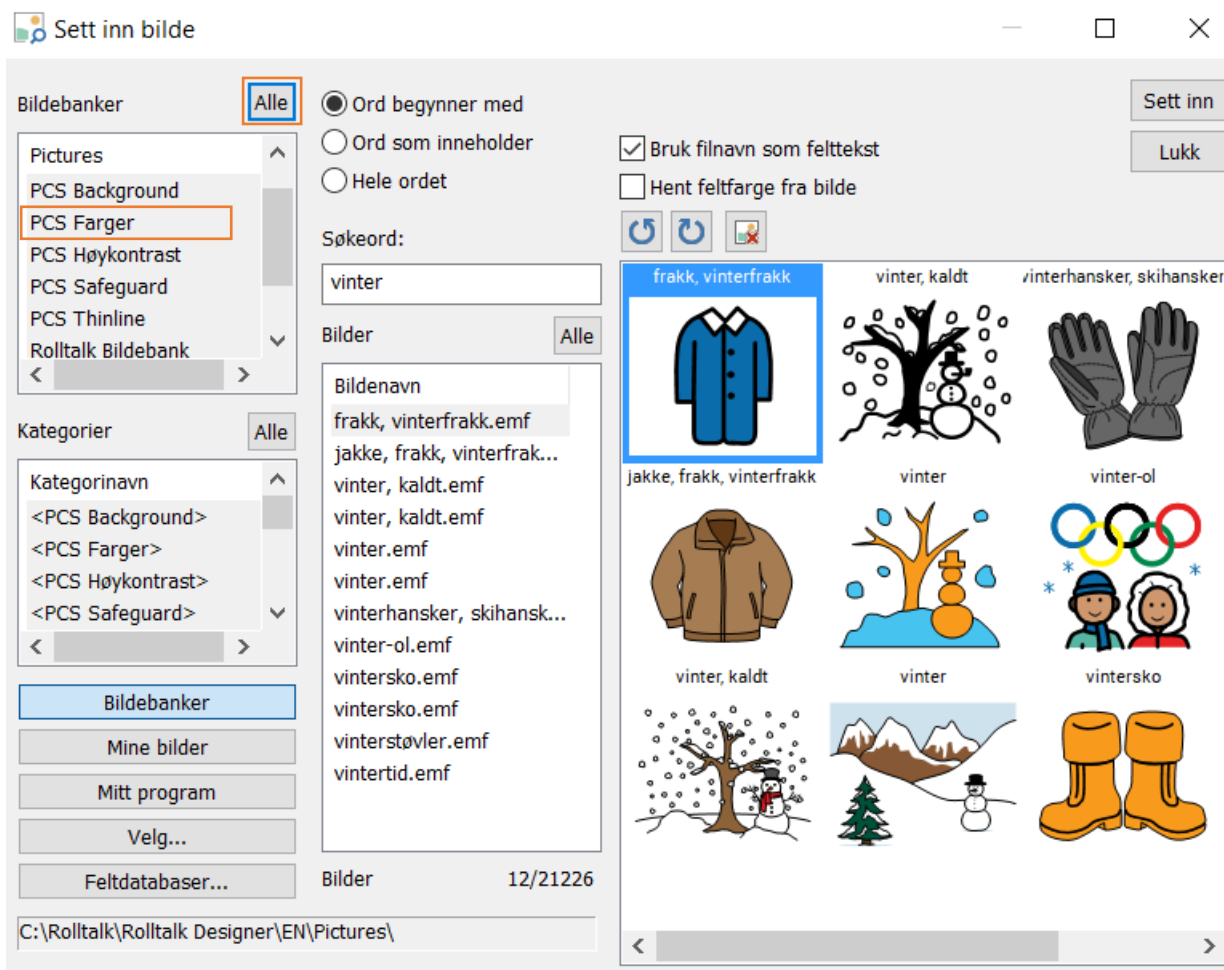 Sett inn bilde
Bildebanker
Alle
Pictures
PCS Background
PCS Farger
PCS Høykontrast
PCS Safeguard
PCS Thinline
Rolltalk Bildebank
Kategorier
Alle
Kategorinavn
<PCS Background>
<PCS Farger>
<PCS Høykontrast>
<PCS Safeguard>
Bildebanker
Mine bilder
Mitt program
Velg...
Feltdatabaser...
C:\Rolltalk\Rolltalk Designer\EN\Pictures\
Ord begynner med
Ord som inneholder
Hele ordet
Søkeord:
vinter
Bilder
Alle
Bildenavn
frakk, vinterfrakk.emf
jakke, frakk, vinterfrak...
vinter, kaldt.emf
vinter, kaldt.emf
vinter.emf
vinter.emf
vinterhansker, skihansk...
vinter-ol.emf
vintersko.emf
vintersko.emf
vinterstøvler.emf
vintertid.emf
Bilder 12/21226
Sett inn
Lukk
Bruk filnavn som felttekst
Hent feltfarge fra bilde
frakk, vinterfrakk
vinter, kaldt
vinterhansker, skihansker
jakke, frakk, vinterfrakk
vinter
vinter-ol
vinter, kaldt
vinter
vintersko